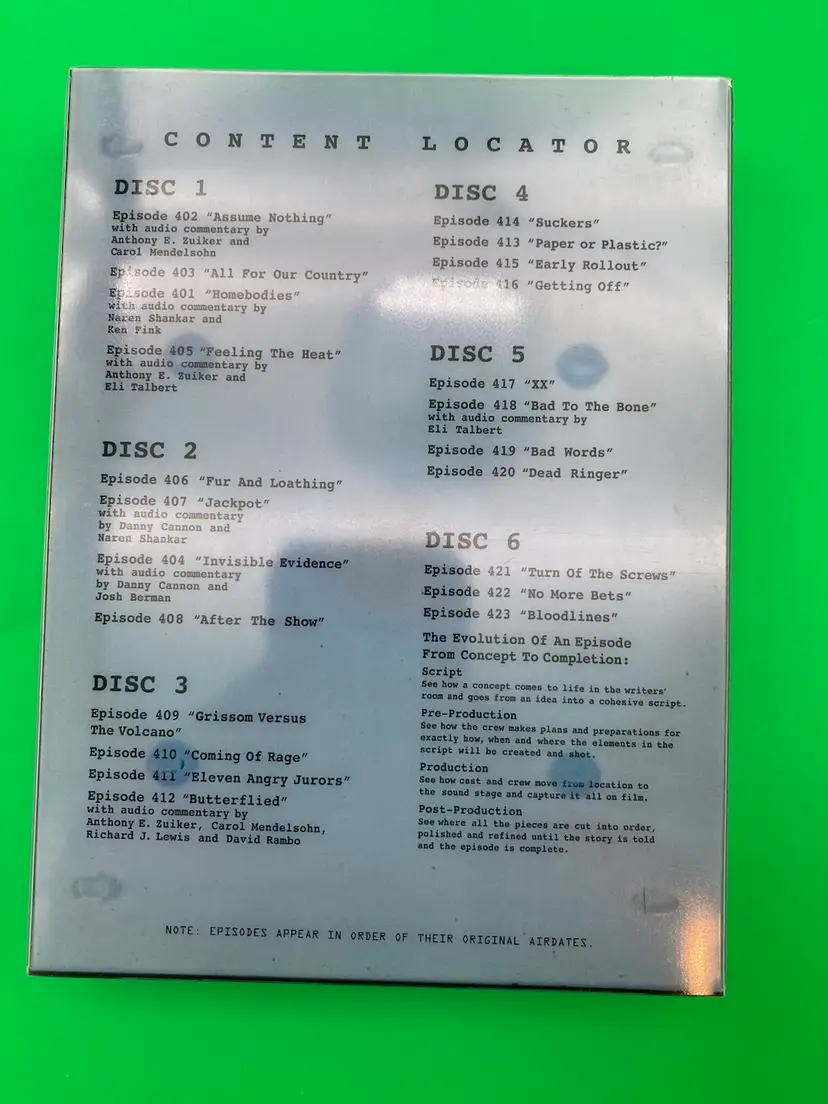 CONTENT LOCATOR
DISC 1
Episode 402 “Assume Nothing”
with audio commentary by
Anthony E. Zuiker and
Carol Mendelsohn
Episode 403 “All For Our Country”
Episode 401 “Homebodies”
with audio commentary by
Naren Shankar and
Ken Fink
Episode 405 “Feeling The Heat”
with audio commentary by
Anthony E. Zuiker and
Eli Talbert
DISC 2
Episode 406 “Fur And Loathing”
Episode 407 “Jackpot”
with audio commentary
by Danny Cannon and
Naren Shankar
Episode 404 “Invisible Evidence”
with audio commentary
by Danny Cannon and
Josh Berman
Episode 408 “After The Show”
DISC 3
Episode 409 “Grissom Versus
The Volcano”
Episode 410 “Coming Of Rage”
Episode 411 “Eleven Angry Jurors”
Episode 412 “Butterflied”
with audio commentary by
Anthony E. Zuiker, Carol Mendelsohn,
Richard J. Lewis and David Rambo
DISC 4
Episode 414 “Suckers”
Episode 413 “Paper or Plastic?”
Episode 415 “Early Rollout”
Episode 416 “Getting Off”
DISC 5
Episode 417 “XX”
Episode 418 “Bad To The Bone”
with audio commentary by
Eli Talbert
Episode 419 “Bad Words”
Episode 420 “Dead Ringer”
DISC 6
Episode 421 “Turn Of The Screws”
Episode 422 “No More Bets”
Episode 423 “Bloodlines”
The Evolution Of An Episode
From Concept To Completion:
Script
See how a concept comes to life in the writers’
room and goes from an idea into a cohesive script.
Pre-Production
See how the crew makes plans and preparations for
exactly how, when and where the elements in the
script will be created and shot.
Production
See how cast and crew move from location to
the sound stage and capture it all on film.
Post-Production
See where all the pieces are cut into order,
polished and refined until the story is told
and the episode is complete.
NOTE: EPISODES APPEAR IN ORDER OF THEIR ORIGINAL AIRDATES.